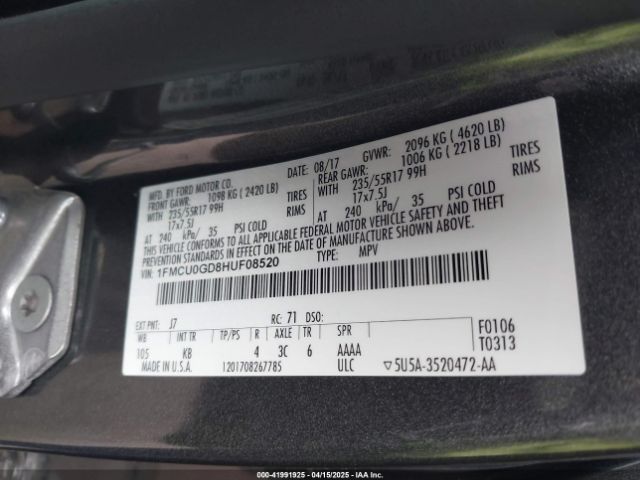 MFD. BY FORD MOTOR CO. DATE: 08/17 GVWR: 2096 KG ( 4620 LB)
FRONT GAWR: 1098 KG ( 2420 LB) REAR GAWR: 1006 KG ( 2218 LB)
WITH 235/55R17 99H TIRES WITH 235/55R17 99H TIRES
17x7.5J RIMS 17x7.5J RIMS
AT 240 kPa/ 35 PSI COLD AT 240 kPa/ 35 PSI COLD
THIS VEHICLE CONFORMS TO ALL APPLICABLE FEDERAL MOTOR VEHICLE SAFETY AND THEFT
PREVENTION STANDARDS IN EFFECT ON THE DATE OF MANUFACTURE SHOWN ABOVE.
VIN: 1FMCU0GD8HUF08520 TYPE: MPV
EXT PNT: J7 RC: 71 DSO: F0106
WB INT TR TP/PS R AXLE TR SPR T0313
105 KB 4 3C 6 AAAA
MADE IN U.S.A. 1201708267785 ULC ▽5U5A-3520472-AA
000-41991925 - 04/15/2025 - IAA Inc.